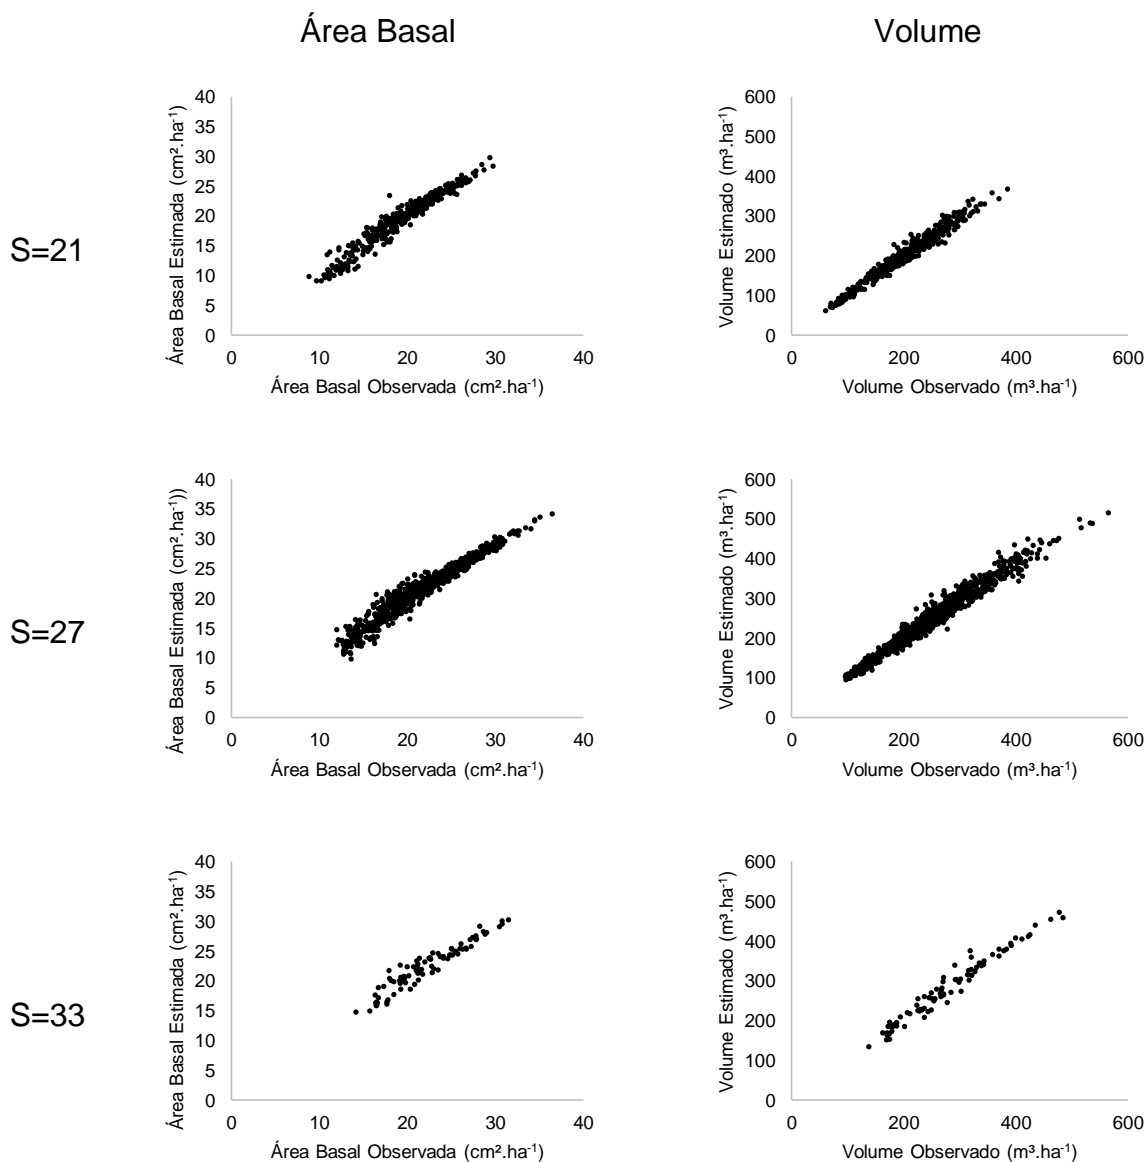 Área Basal
Volume
Área Basal Estimada (cm².ha⁻¹)
40
35
30
25
20
15
10
5
0
0 10 20 30 40
Área Basal Observada (cm².ha⁻¹)
Volume Estimado (m³.ha⁻¹)
600
500
400
300
200
100
0
0 200 400 600
Volume Observado (m³.ha⁻¹)
S=21
Área Basal Estimada (cm².ha⁻¹))
40
35
30
25
20
15
10
5
0
0 10 20 30 40
Área Basal Observada (cm².ha⁻¹)
Volume Estimado (m³.ha⁻¹)
600
500
400
300
200
100
0
0 200 400 600
Volume Observado (m³.ha⁻¹)
S=27
Área Basal Estimada (cm².ha⁻¹)
40
35
30
25
20
15
10
5
0
0 10 20 30 40
Área Basal Observada (cm².ha⁻¹)
Volume Estimado (m³.ha⁻¹)
600
500
400
300
200
100
0
0 200 400 600
Volume Observado (m³.ha⁻¹)
S=33